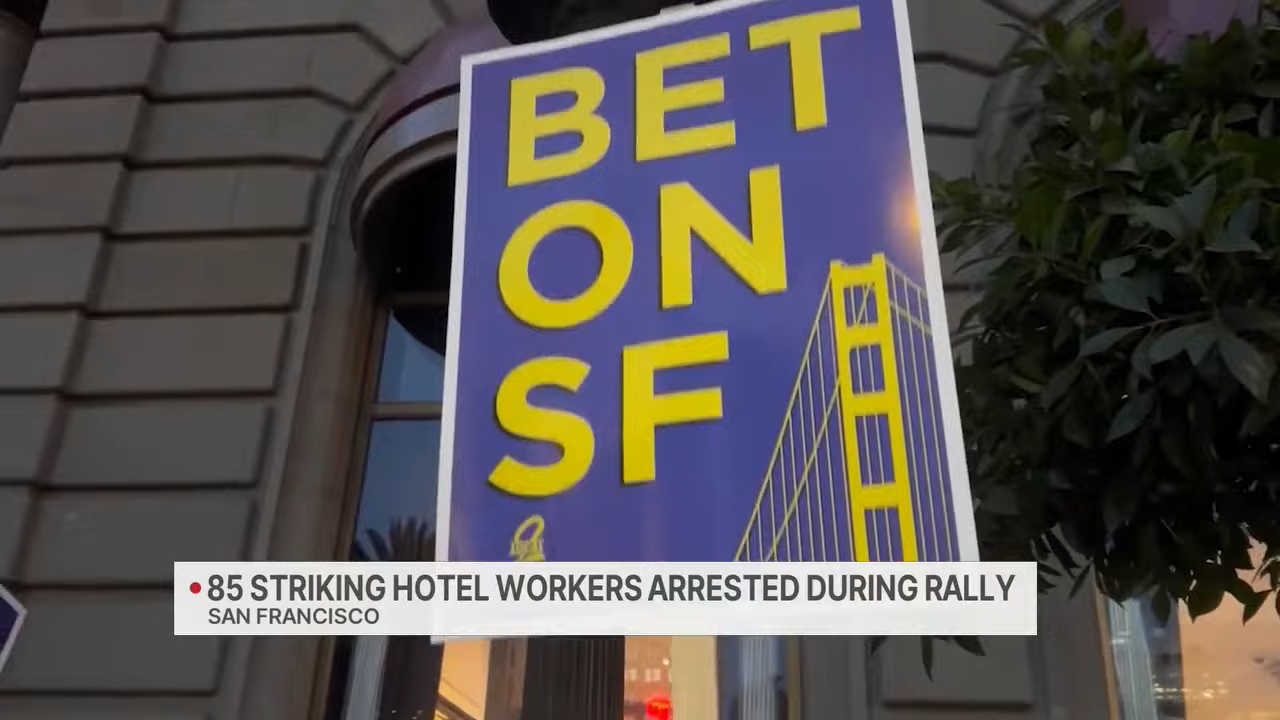 BET
ON
SF
85 STRIKING HOTEL WORKERS ARRESTED DURING RALLY
SAN FRANCISCO